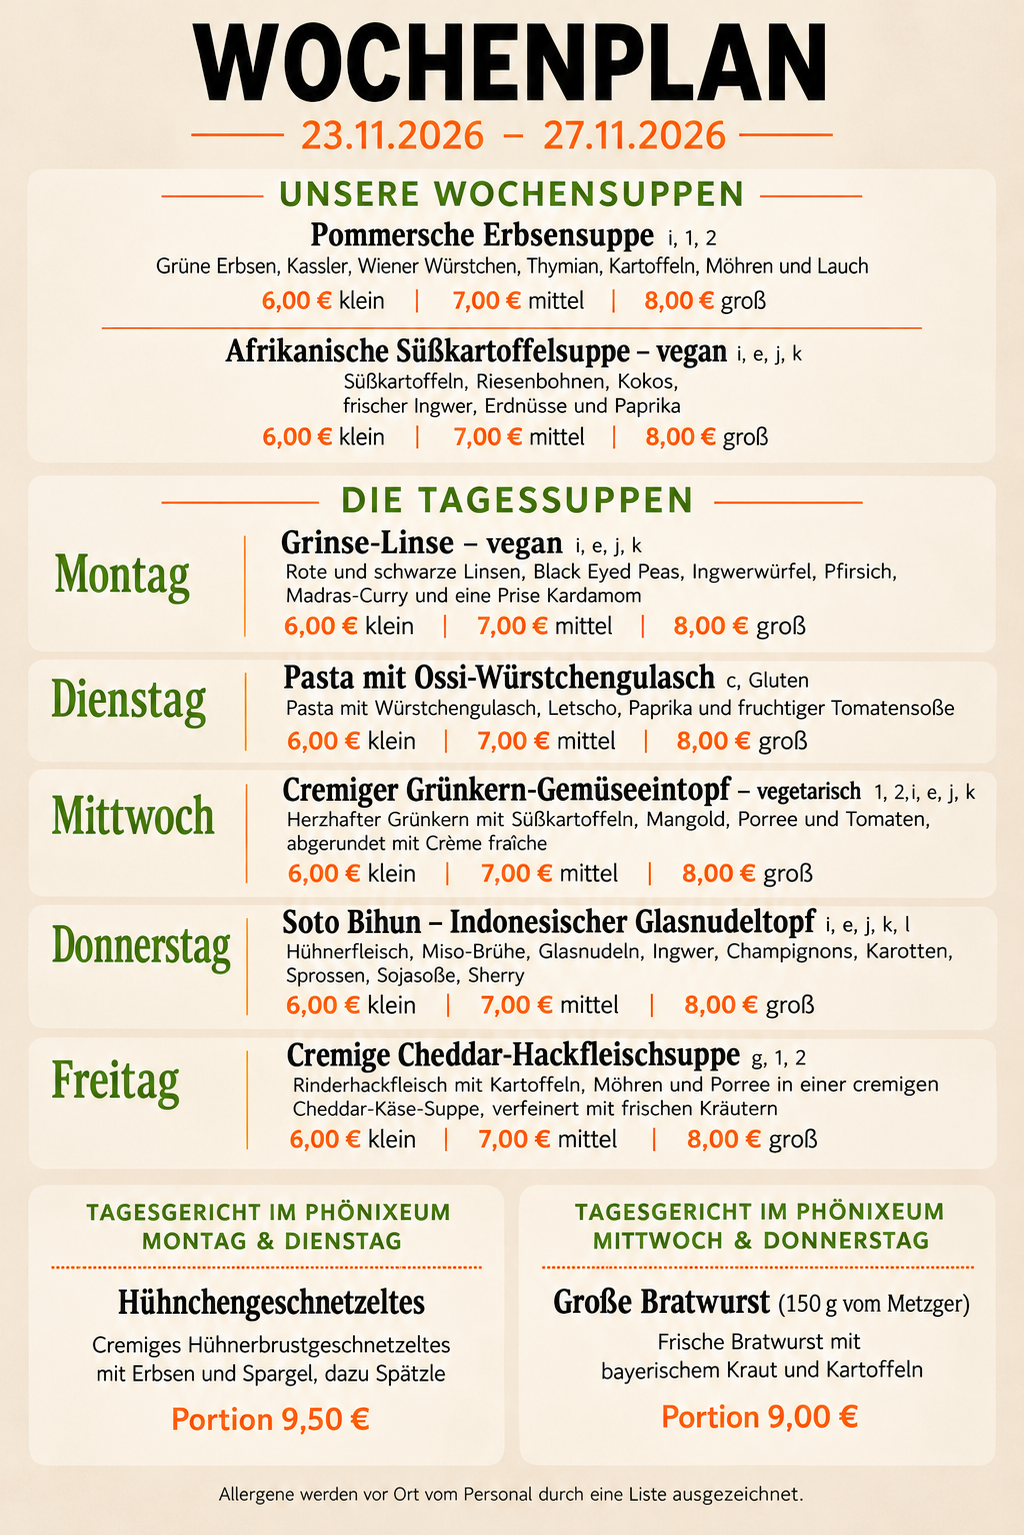 WOCHENPLAN
23.11.2026 – 27.11.2026
UNSERE WOCHENSUPPEN
Pommersche Erbsensuppe i, 1, 2
Grüne Erbsen, Kassler, Wiener Würstchen, Thymian, Kartoffeln, Möhren und Lauch
6,00 € klein | 7,00 € mittel | 8,00 € groß
Afrikanische Süßkartoffelsuppe – vegan i, e, j, k
Süßkartoffeln, Riesenbohnen, Kokos,
frischer Ingwer, Erdnüsse und Paprika
6,00 € klein | 7,00 € mittel | 8,00 € groß
DIE TAGESSUPPEN
Montag
Grinse-Linse – vegan i, e, j, k
Rote und schwarze Linsen, Black Eyed Peas, Ingwerwürfel, Pfirsich,
Madras-Curry und eine Prise Kardamom
6,00 € klein | 7,00 € mittel | 8,00 € groß
Dienstag
Pasta mit Ossi-Würstchengulasch c, Gluten
Pasta mit Würstchengulasch, Letscho, Paprika und fruchtiger Tomatensoße
6,00 € klein | 7,00 € mittel | 8,00 € groß
Mittwoch
Cremiger Grünkern-Gemüseeintopf – vegetarisch 1, 2,i, e, j, k
Herzhafter Grünkern mit Süßkartoffeln, Mangold, Porree und Tomaten,
abgerundet mit Crème fraîche
6,00 € klein | 7,00 € mittel | 8,00 € groß
Donnerstag
Soto Bihun – Indonesischer Glasnudeltopf i, e, j, k, l
Hühnerfleisch, Miso-Brühe, Glasnudeln, Ingwer, Champignons, Karotten,
Sprossen, Sojasoße, Sherry
6,00 € klein | 7,00 € mittel | 8,00 € groß
Freitag
Cremige Cheddar-Hackfleischsuppe g, 1, 2
Rinderhackfleisch mit Kartoffeln, Möhren und Porree in einer cremigen
Cheddar-Käse-Suppe, verfeinert mit frischen Kräutern
6,00 € klein | 7,00 € mittel | 8,00 € groß
TAGESGERICHT IM PHÖNIXEUM
MONTAG & DIENSTAG
Hühnchengeschnetzeltes
Cremiges Hühnerbrustgeschnetzeltes
mit Erbsen und Spargel, dazu Spätzle
Portion 9,50 €
TAGESGERICHT IM PHÖNIXEUM
MITTWOCH & DONNERSTAG
Große Bratwurst (150 g vom Metzger)
Frische Bratwurst mit
bayerischem Kraut und Kartoffeln
Portion 9,00 €
Allergene werden vor Ort vom Personal durch eine Liste ausgezeichnet.